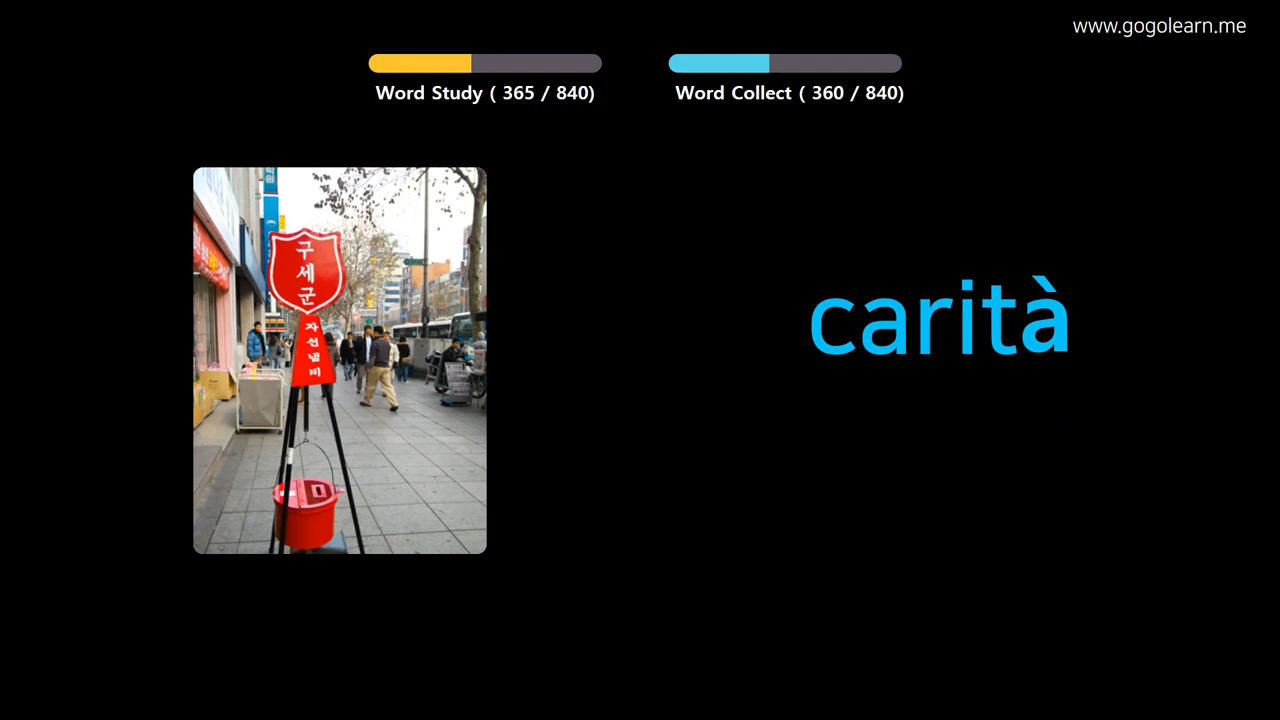 www.gogolearn.me
Word Study ( 365 / 840)
Word Collect ( 360 / 840)
구세군
자선냄비
carità